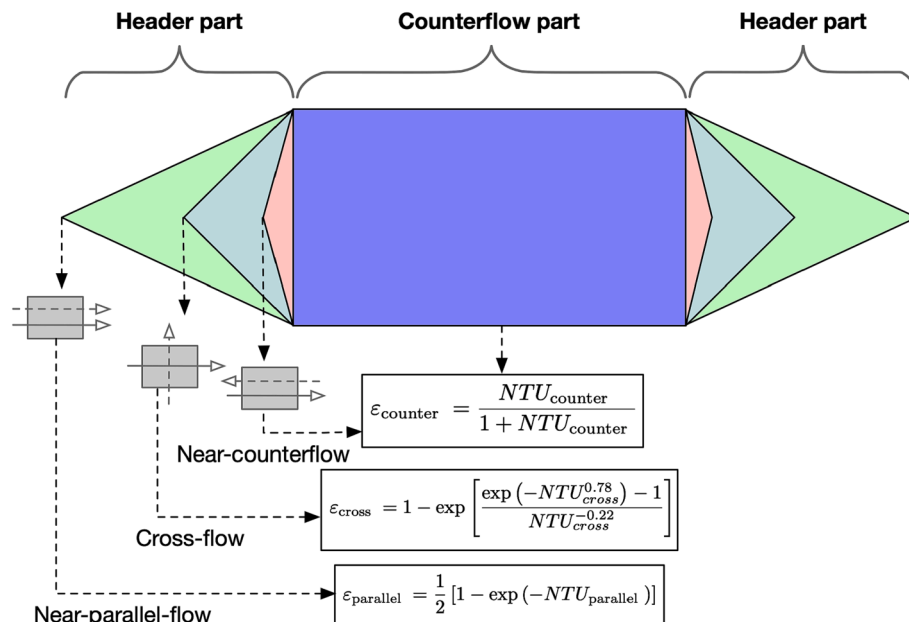 Header part Counterflow part Header part
ε_counter = NTU_counter / (1 + NTU_counter)
Near-counterflow
ε_cross = 1 − exp [ (exp (−NTU_cross^0.78) − 1) / NTU_cross^−0.22 ]
Cross-flow
ε_parallel = 1/2 [1 − exp (−NTU_parallel )]
Near-parallel-flow